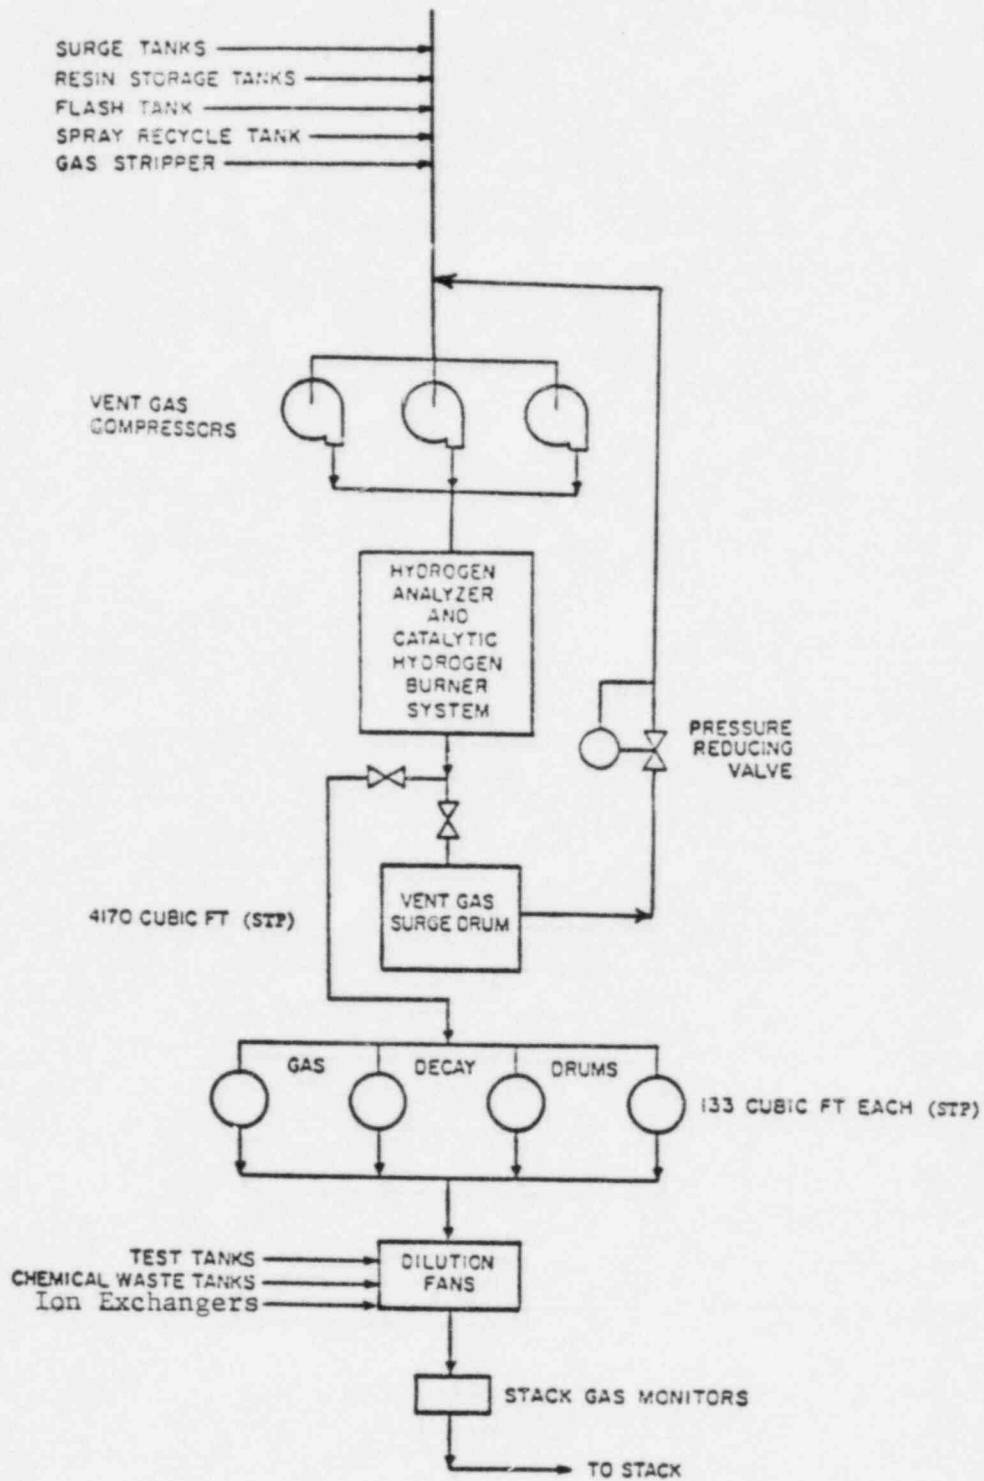 SURGE TANKS
RESIN STORAGE TANKS
FLASH TANK
SPRAY RECYCLE TANK
GAS STRIPPER
VENT GAS
COMPRESSORS
HYDROGEN
ANALYZER
AND
CATALYTIC
HYDROGEN
BURNER
SYSTEM
PRESSURE
REDUCING
VALVE
4170 CUBIC FT (STP)
VENT GAS
SURGE DRUM
GAS DECAY DRUMS
133 CUBIC FT EACH (STP)
TEST TANKS
CHEMICAL WASTE TANKS
Ion Exchangers
DILUTION
FANS
STACK GAS MONITORS
TO STACK